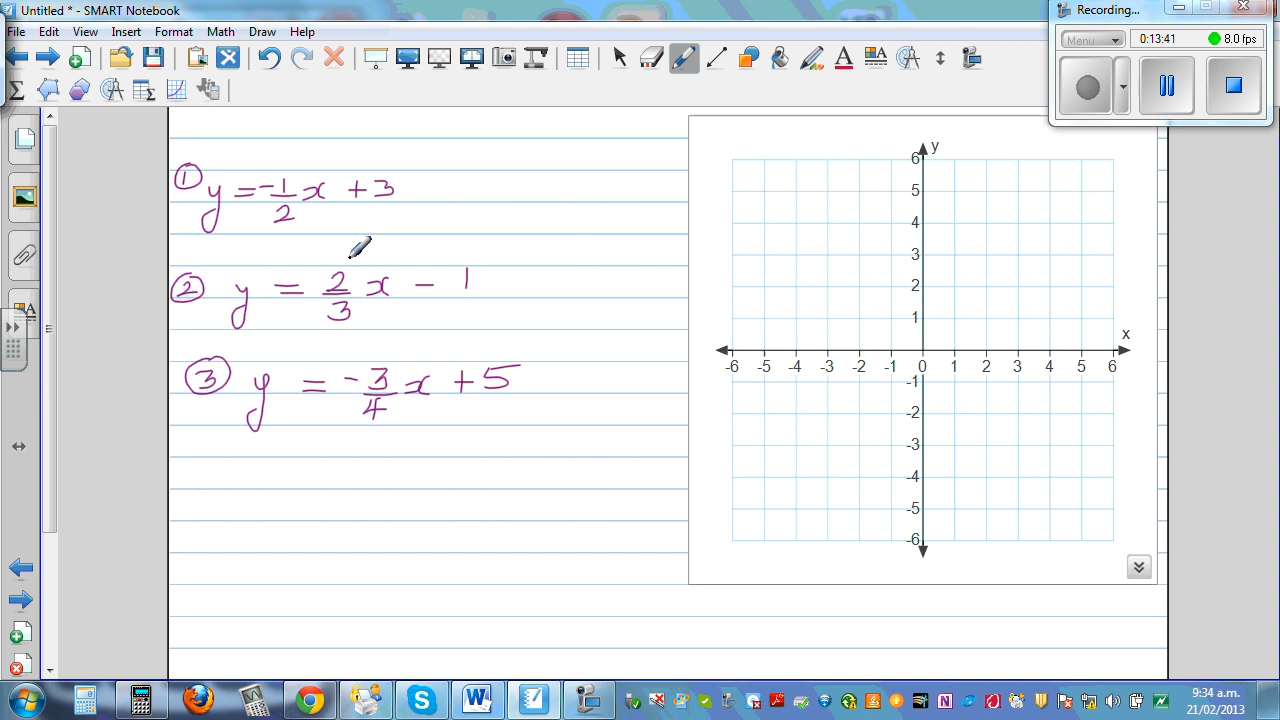 Untitled * - SMART Notebook
Recording...
File Edit View Insert Format Math Draw Help
Menu
0:13:41
8.0 fps
① y = -1/2 x + 3
② y = 2/3 x - 1
③ y = -3/4 x + 5
y
6
5
4
3
2
1
x
-6 -5 -4 -3 -2 -1 0 1 2 3 4 5 6
-1
-2
-3
-4
-5
-6
9:34 a.m.
21/02/2013